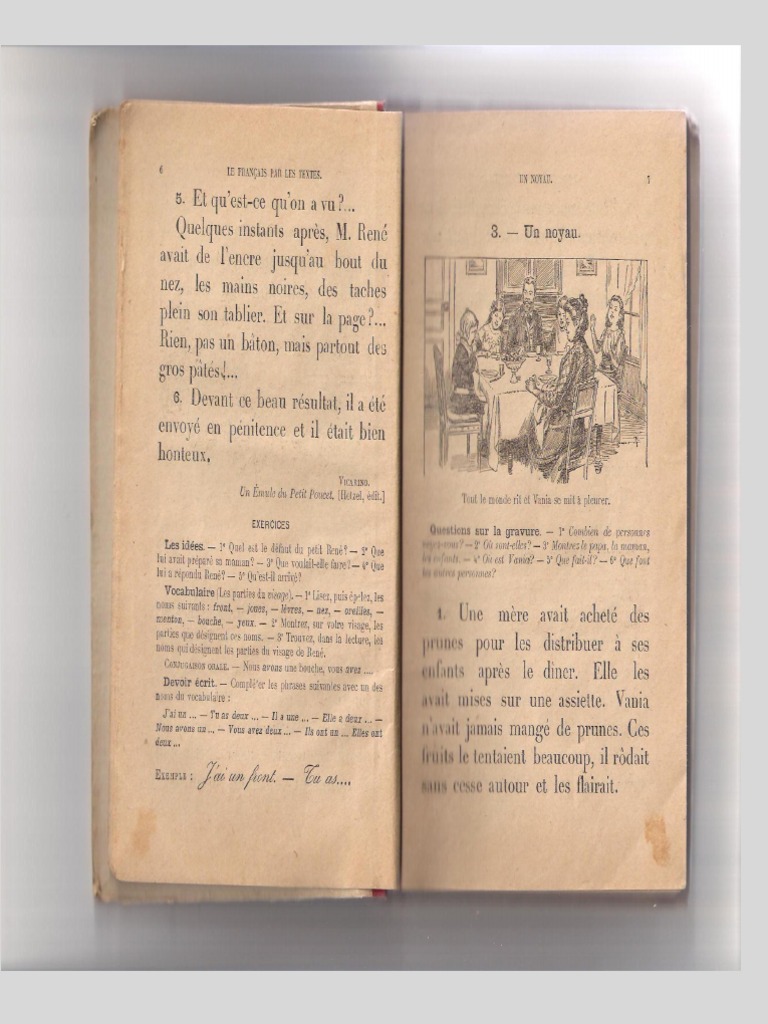 6
LE FRANÇAIS PAR LES TEXTES.
5. Et qu'est-ce qu'on a vu?...
Quelques instants après, M. René
avait de l'encre jusqu'au bout du
nez, les mains noires, des taches
plein son tablier. Et sur la page?...
Rien, pas un bâton, mais partout des
gros pâtés!...
6. Devant ce beau résultat, il a été
envoyé en pénitence et il était bien
honteux.
VICARINO.
Un Émule du Petit Poucet. [Hetzel, édit.]
EXERCICES
Les idées. — 1° Quel est le défaut du petit René? — 2° Que
lui avait préparé sa maman? — 3° Que voulait-elle faire? — 4° Que
lui a répondu René? — 5° Qu'est-il arrivé?
Vocabulaire (Les parties du visage). — 1° Lisez, puis épelez, les
noms suivants : front, — joues, — lèvres, — nez, — oreilles, —
menton, — bouche, — yeux. — 2° Montrez, sur votre visage, les
parties que désignent ces noms. — 3° Trouvez, dans la lecture, les
noms qui désignent les parties du visage de René.
CONJUGAISON ORALE. — Nous avons une bouche, vous avez ....
Devoir écrit. — Compléter les phrases suivantes avec un des
noms du vocabulaire :
J'ai un ... — Tu as deux ... — Il a une ... — Elle a deux ... —
Nous avons un ... — Vous avez deux ... — Ils ont un ... Elles ont
deux ...
EXEMPLE : J'ai un front. — Tu as....
UN NOYAU.
7
3. — Un noyau.
Tout le monde rit et Vania se mit à pleurer.
Questions sur la gravure. — 1° Combien de personnes
voyez-vous? — 2° Où sont-elles? — 3° Montrez le papa, la maman,
les enfants. — 4° Où est Vania? — 5° Que fait-il? — 6° Que font
les autres personnes?
1. Une mère avait acheté des
prunes pour les distribuer à ses
enfants après le dîner. Elle les
avait mises sur une assiette. Vania
n'avait jamais mangé de prunes. Ces
fruits le tentaient beaucoup, il rôdait
sans cesse autour et les flairait.